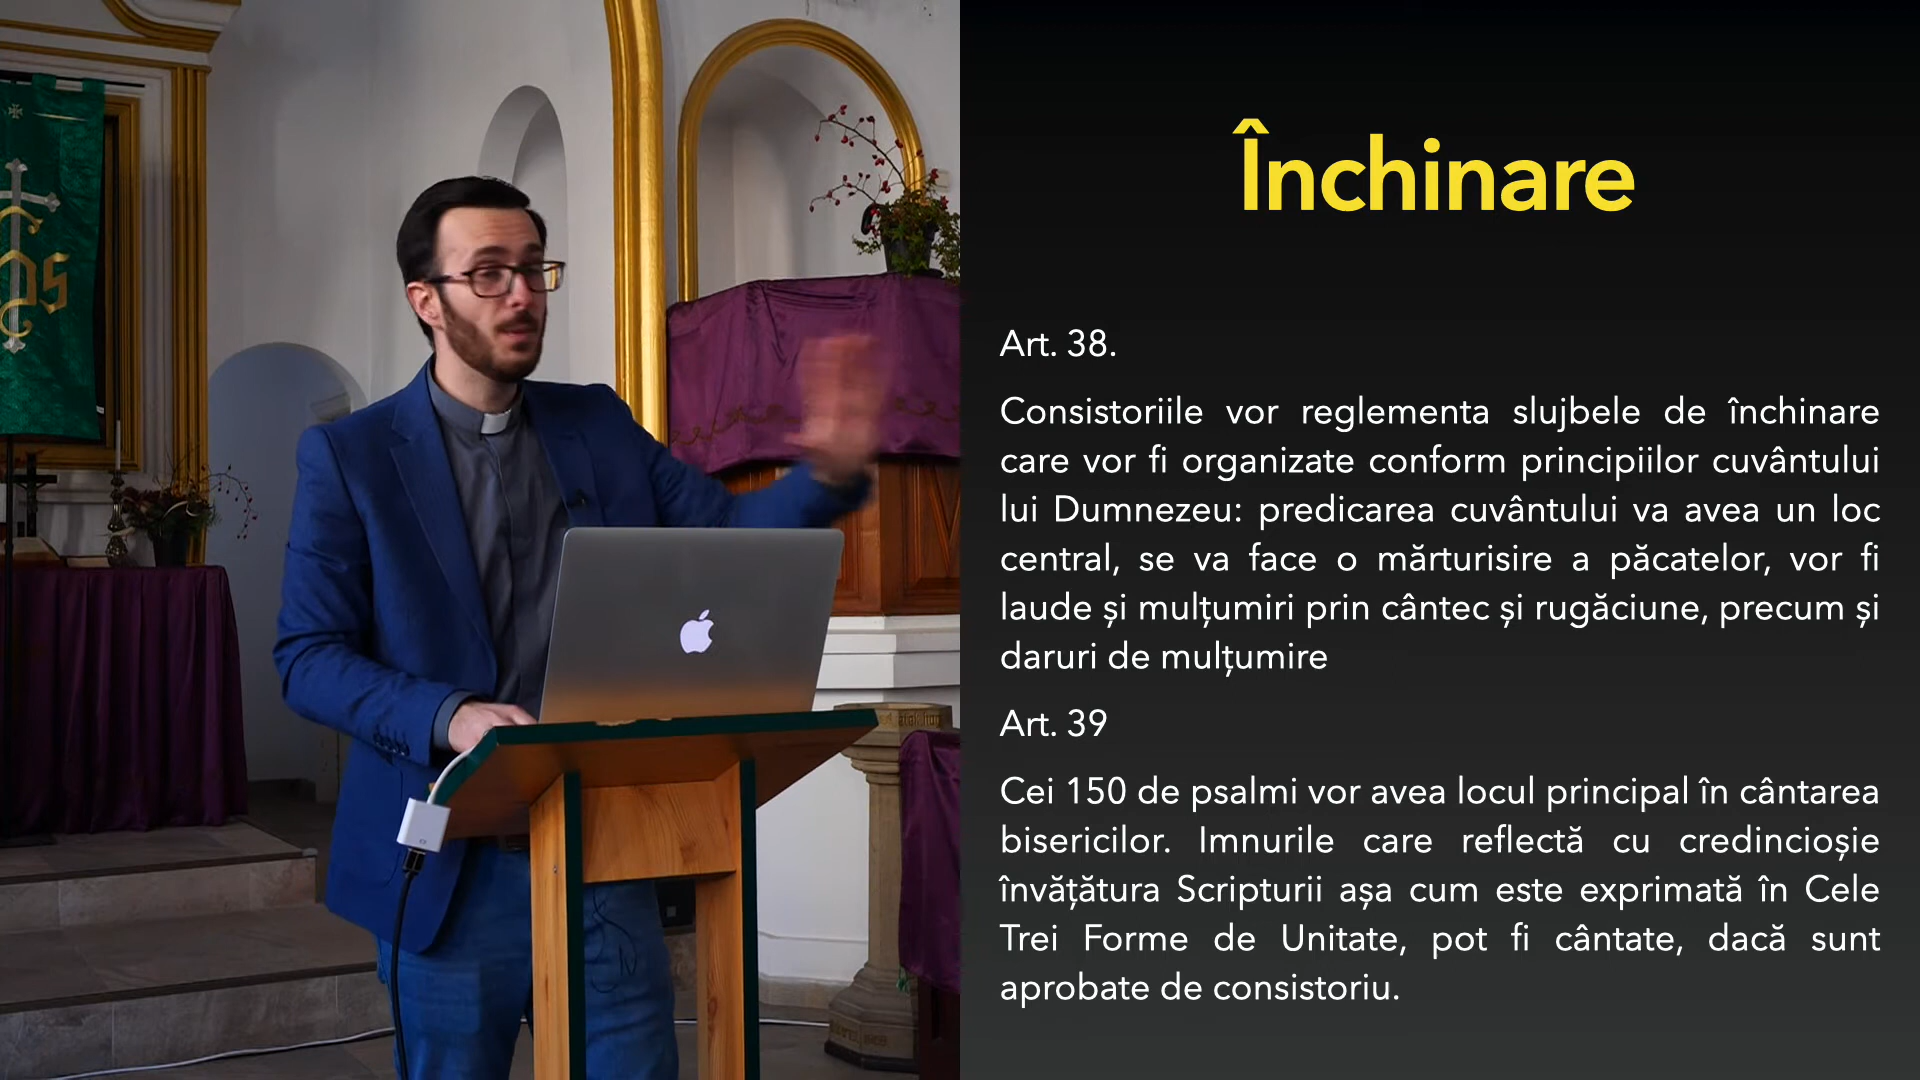 Închinare
Art. 38.
Consistoriile vor reglementa slujbele de închinare
care vor fi organizate conform principiilor cuvântului
lui Dumnezeu: predicarea cuvântului va avea un loc
central, se va face o mărturisire a păcatelor, vor fi
laude și mulțumiri prin cântec și rugăciune, precum și
daruri de mulțumire
Art. 39
Cei 150 de psalmi vor avea locul principal în cântarea
bisericilor. Imnurile care reflectă cu credincioșie
învățătura Scripturii așa cum este exprimată în Cele
Trei Forme de Unitate, pot fi cântate, dacă sunt
aprobate de consistoriu.